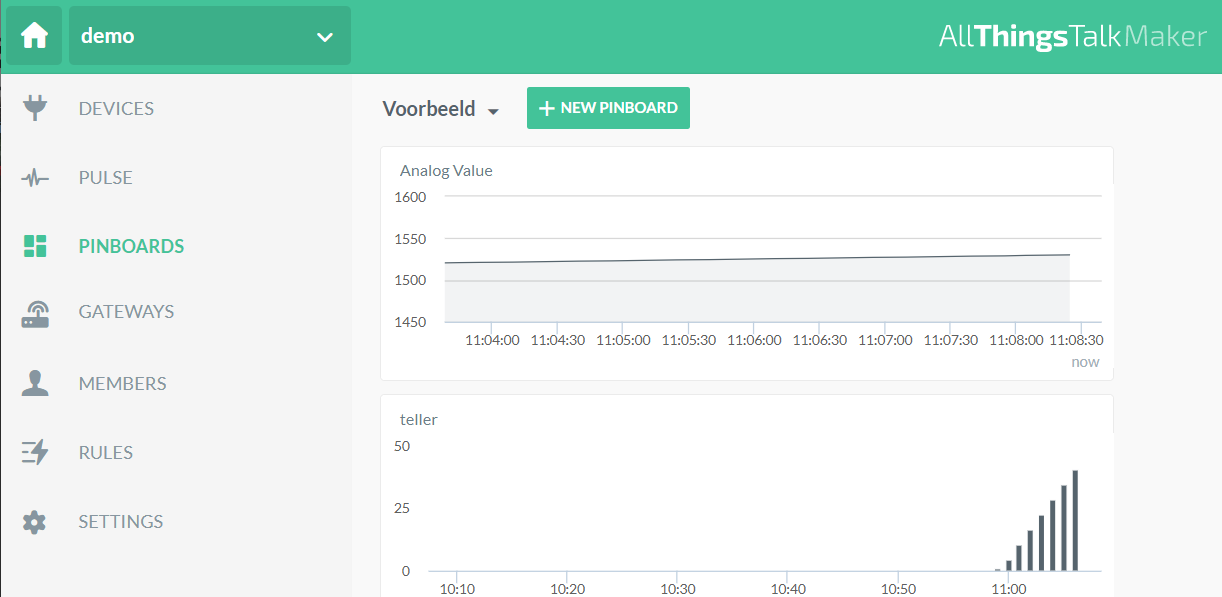 demo
AllThingsTalkMaker
DEVICES
PULSE
PINBOARDS
GATEWAYS
MEMBERS
RULES
SETTINGS
Voorbeeld
+ NEW PINBOARD
Analog Value
1600
1550
1500
1450
11:04:00 11:04:30 11:05:00 11:05:30 11:06:00 11:06:30 11:07:00 11:07:30 11:08:00 11:08:30
now
teller
50
25
0
10:10 10:20 10:30 10:40 10:50 11:00